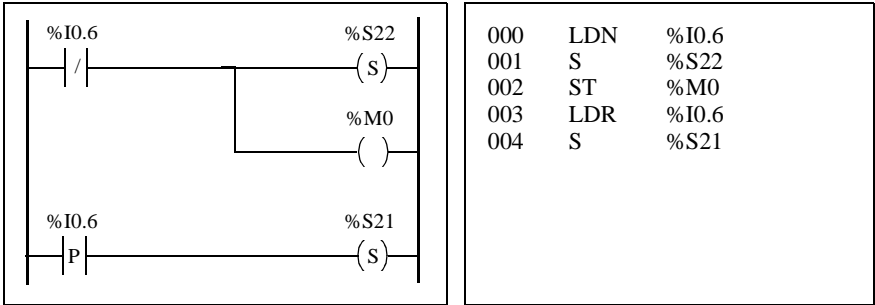 %I0.6 %S22
/ S
%M0
%I0.6 %S21
P S
000 LDN %I0.6
001 S %S22
002 ST %M0
003 LDR %I0.6
004 S %S21